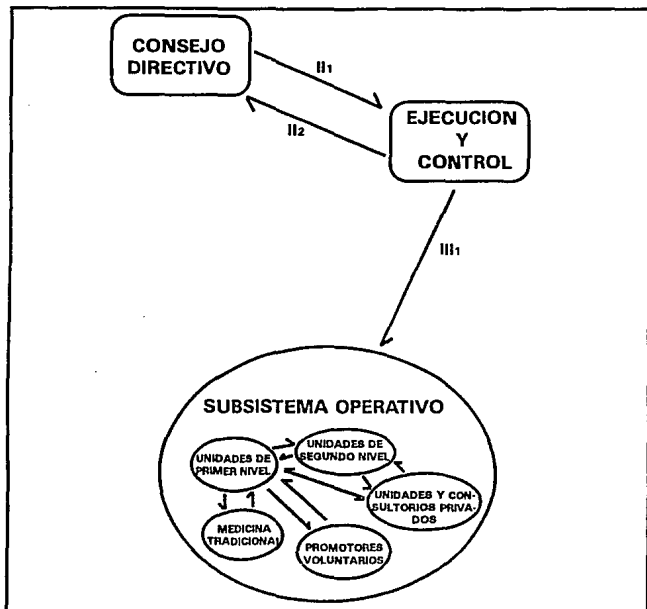 CONSEJO
DIRECTIVO
II1
II2
EJECUCION
Y
CONTROL
III1
SUBSISTEMA OPERATIVO
UNIDADES DE
SEGUNDO NIVEL
UNIDADES DE
PRIMER NIVEL
UNIDADES Y CON-
SULTORIOS PRIVA-
DOS
MEDICINA
TRADICIONAL
PROMOTORES
VOLUNTARIOS